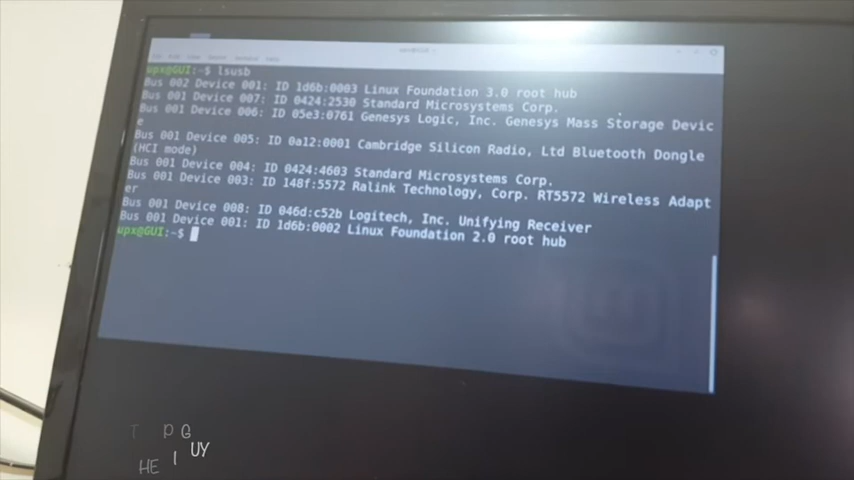 upx@GUI:~$ lsusb
Bus 002 Device 001: ID 1d6b:0003 Linux Foundation 3.0 root hub
Bus 001 Device 007: ID 0424:2530 Standard Microsystems Corp.
Bus 001 Device 006: ID 05e3:0761 Genesys Logic, Inc. Genesys Mass Storage Devic
e
Bus 001 Device 005: ID 0a12:0001 Cambridge Silicon Radio, Ltd Bluetooth Dongle
(HCI mode)
Bus 001 Device 004: ID 0424:4603 Standard Microsystems Corp.
Bus 001 Device 003: ID 148f:5572 Ralink Technology, Corp. RT5572 Wireless Adapt
er
Bus 001 Device 008: ID 046d:c52b Logitech, Inc. Unifying Receiver
Bus 001 Device 001: ID 1d6b:0002 Linux Foundation 2.0 root hub
upx@GUI:~$
T P G
HE I UY